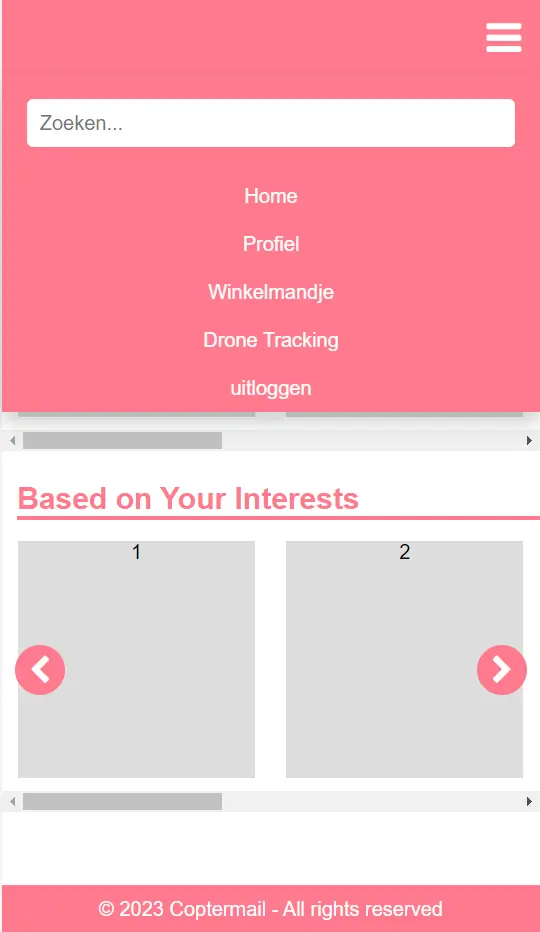 Zoeken...
Home
Profiel
Winkelmandje
Drone Tracking
uitloggen
Based on Your Interests
1 2
© 2023 Coptermail - All rights reserved